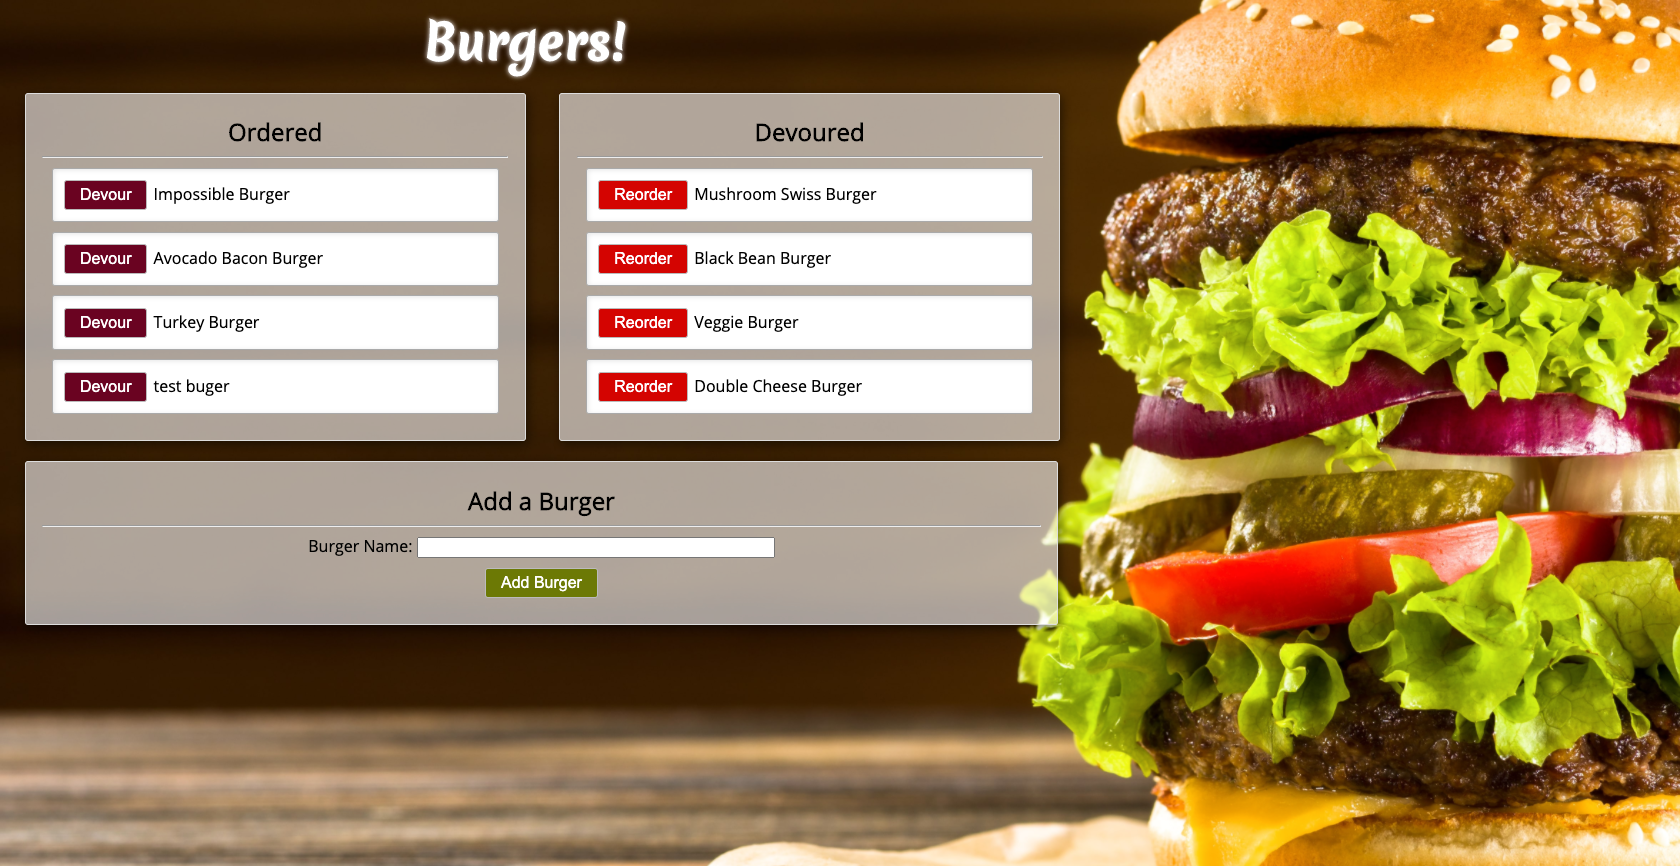 Burgers!
Ordered
Devour Impossible Burger
Devour Avocado Bacon Burger
Devour Turkey Burger
Devour test buger
Devoured
Reorder Mushroom Swiss Burger
Reorder Black Bean Burger
Reorder Veggie Burger
Reorder Double Cheese Burger
Add a Burger
Burger Name:
Add Burger